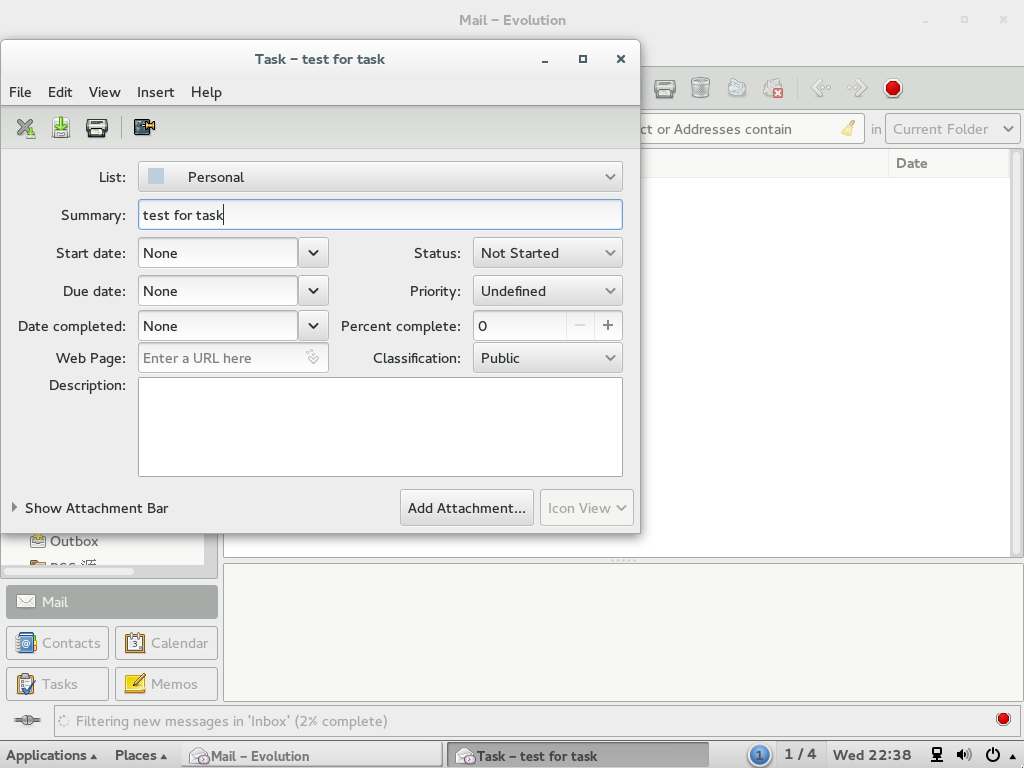 Mail – Evolution
Task – test for task
File Edit View Insert Help
ct or Addresses contain in Current Folder
List: Personal
Date
Summary: test for task
Start date: None Status: Not Started
Due date: None Priority: Undefined
Date completed: None Percent complete: 0
Web Page: Enter a URL here Classification: Public
Description:
Show Attachment Bar Add Attachment... Icon View
Outbox
Mail
Contacts 3 Calendar
Tasks Memos
Filtering new messages in 'Inbox' (2% complete)
Applications Places Mail – Evolution Task – test for task 1 1 / 4 Wed 22:38